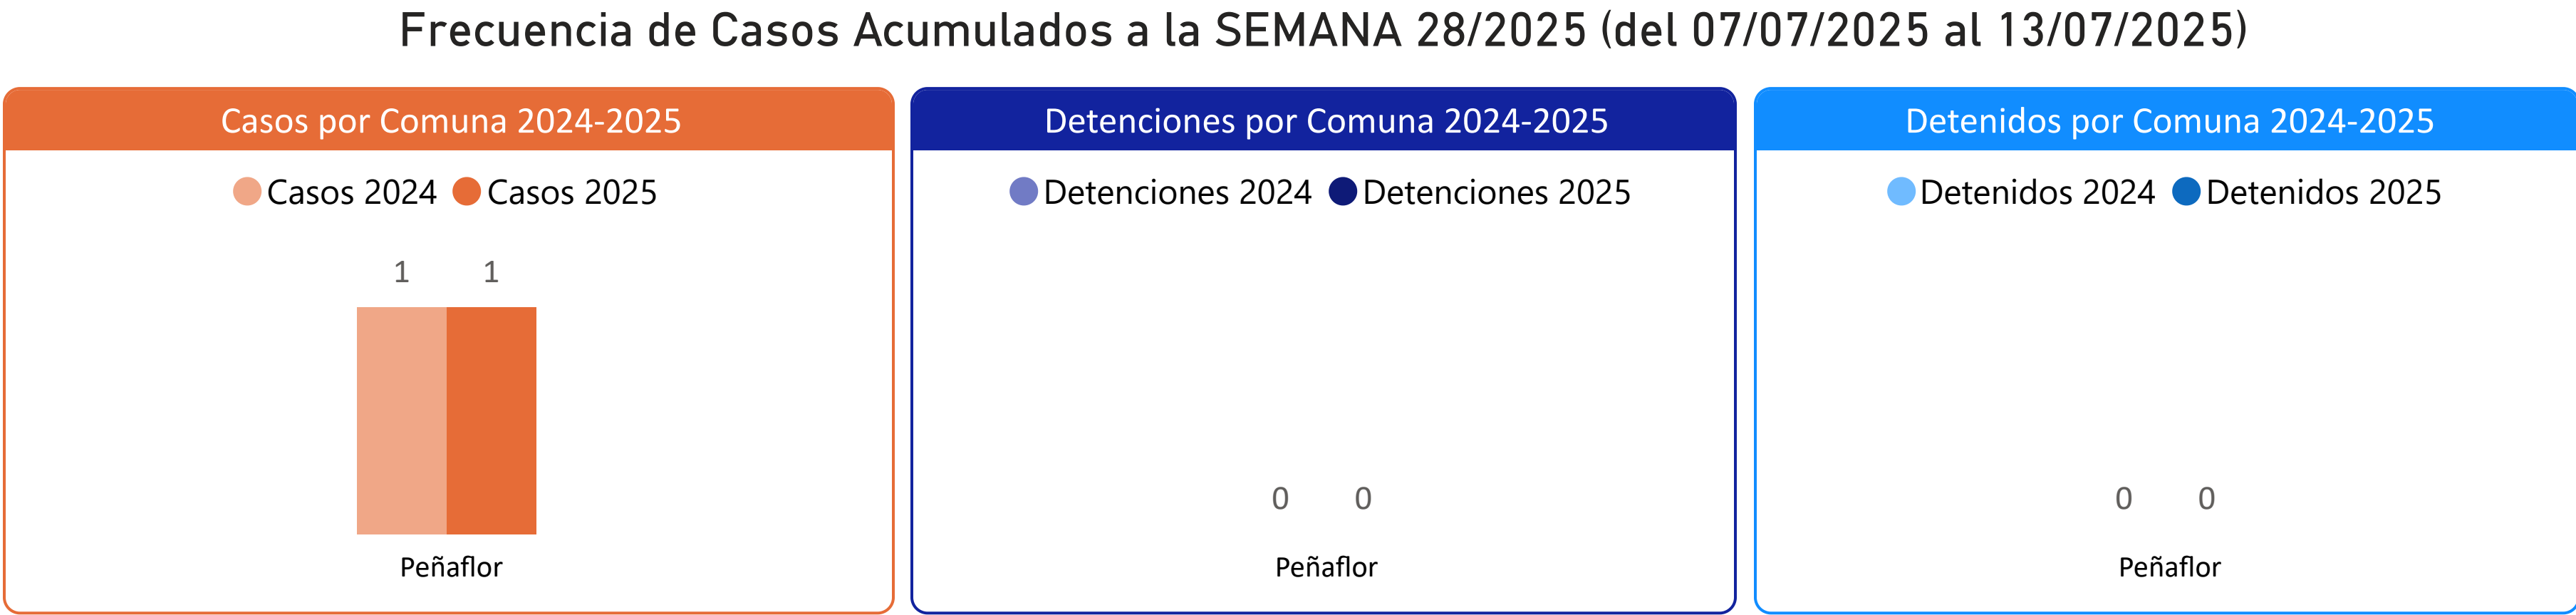 Frecuencia de Casos Acumulados a la SEMANA 28/2025 (del 07/07/2025 al 13/07/2025)
Casos por Comuna 2024-2025
Casos 2024 Casos 2025
1 1
Peñaflor
Detenciones por Comuna 2024-2025
Detenciones 2024 Detenciones 2025
0 0
Peñaflor
Detenidos por Comuna 2024-2025
Detenidos 2024 Detenidos 2025
0 0
Peñaflor